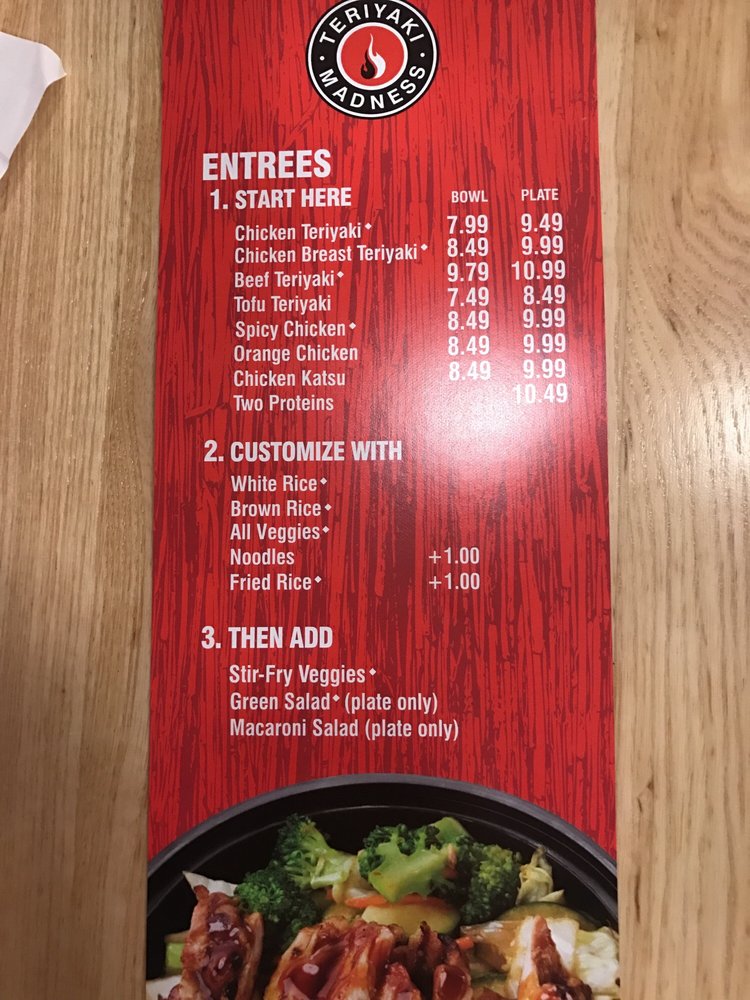 TERIYAKI
MADNESS
ENTREES
1. START HERE BOWL PLATE
Chicken Teriyaki◆ 7.99 9.49
Chicken Breast Teriyaki◆ 8.49 9.99
Beef Teriyaki◆ 9.79 10.99
Tofu Teriyaki 7.49 8.49
Spicy Chicken◆ 8.49 9.99
Orange Chicken 8.49 9.99
Chicken Katsu 8.49 9.99
Two Proteins 10.49
2. CUSTOMIZE WITH
White Rice◆
Brown Rice◆
All Veggies◆
Noodles +1.00
Fried Rice◆ +1.00
3. THEN ADD
Stir-Fry Veggies◆
Green Salad◆ (plate only)
Macaroni Salad (plate only)